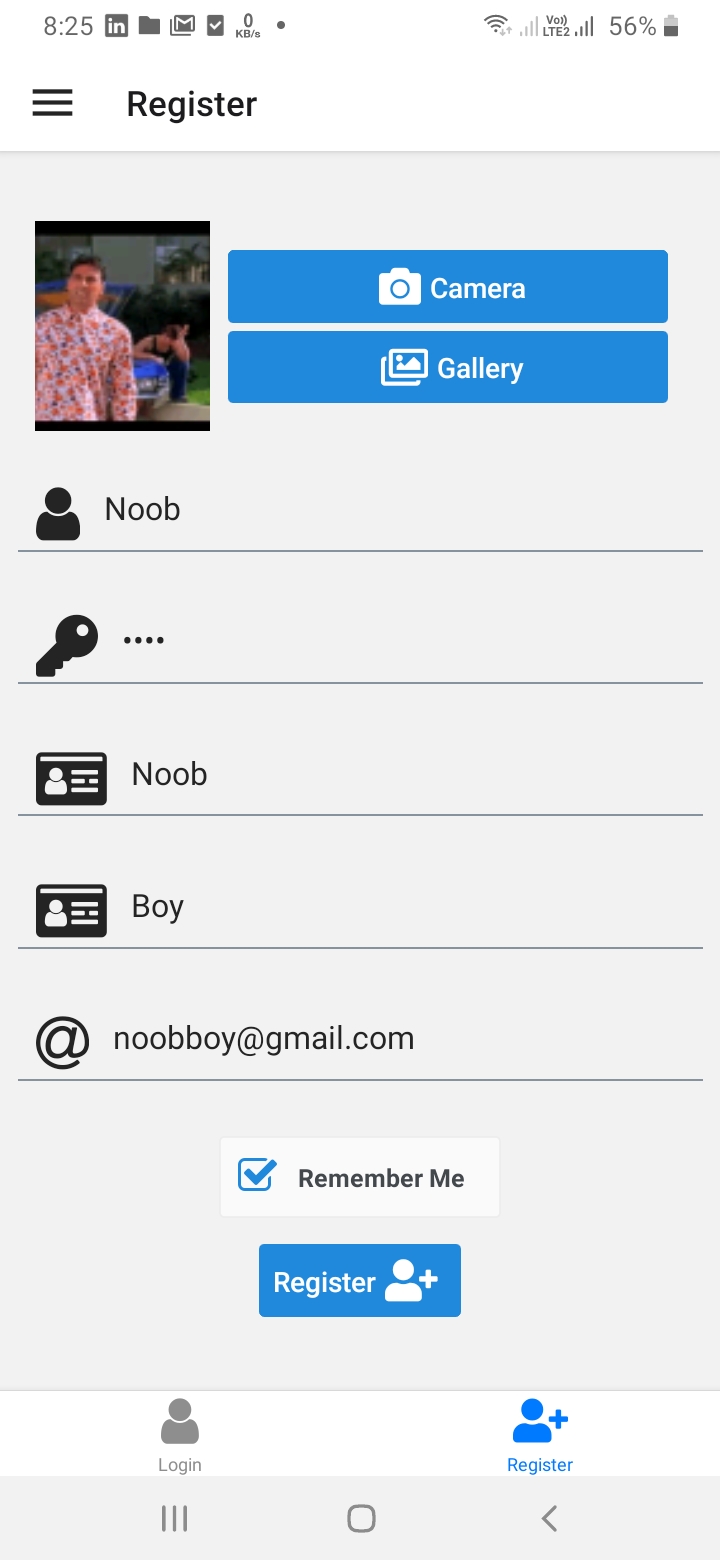 8:25 in 0 KB/s Vo)) LTE2 56%
Register
Camera
Gallery
Noob
••••
Noob
Boy
@ noobboy@gmail.com
Remember Me
Register
Login Register